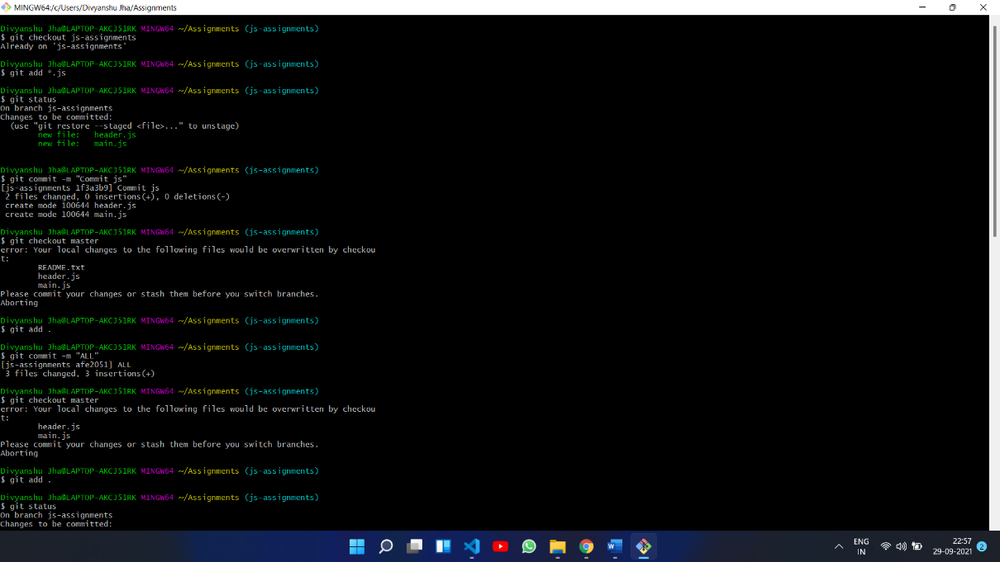 MINGW64:/c/Users/Divyanshu Jha/Assignments
Divyanshu Jha@LAPTOP-AKCJ51RK MINGW64 ~/Assignments (js-assignments)
$ git checkout js-assignments
Already on 'js-assignments'
Divyanshu Jha@LAPTOP-AKCJ51RK MINGW64 ~/Assignments (js-assignments)
$ git add *.js
Divyanshu Jha@LAPTOP-AKCJ51RK MINGW64 ~/Assignments (js-assignments)
$ git status
On branch js-assignments
Changes to be committed:
  (use "git restore --staged <file>..." to unstage)
        new file:   header.js
        new file:   main.js
Divyanshu Jha@LAPTOP-AKCJ51RK MINGW64 ~/Assignments (js-assignments)
$ git commit -m "Commit js"
[js-assignments 1f3a3b9] Commit js
 2 files changed, 0 insertions(+), 0 deletions(-)
 create mode 100644 header.js
 create mode 100644 main.js
Divyanshu Jha@LAPTOP-AKCJ51RK MINGW64 ~/Assignments (js-assignments)
$ git checkout master
error: Your local changes to the following files would be overwritten by checkou
t:
        README.txt
        header.js
        main.js
Please commit your changes or stash them before you switch branches.
Aborting
Divyanshu Jha@LAPTOP-AKCJ51RK MINGW64 ~/Assignments (js-assignments)
$ git add .
Divyanshu Jha@LAPTOP-AKCJ51RK MINGW64 ~/Assignments (js-assignments)
$ git commit -m "ALL"
[js-assignments afe2051] ALL
 3 files changed, 3 insertions(+)
Divyanshu Jha@LAPTOP-AKCJ51RK MINGW64 ~/Assignments (js-assignments)
$ git checkout master
error: Your local changes to the following files would be overwritten by checkou
t:
        header.js
        main.js
Please commit your changes or stash them before you switch branches.
Aborting
Divyanshu Jha@LAPTOP-AKCJ51RK MINGW64 ~/Assignments (js-assignments)
$ git add .
Divyanshu Jha@LAPTOP-AKCJ51RK MINGW64 ~/Assignments (js-assignments)
$ git status
On branch js-assignments
Changes to be committed:
ENG
IN
22:57
29-09-2021
2